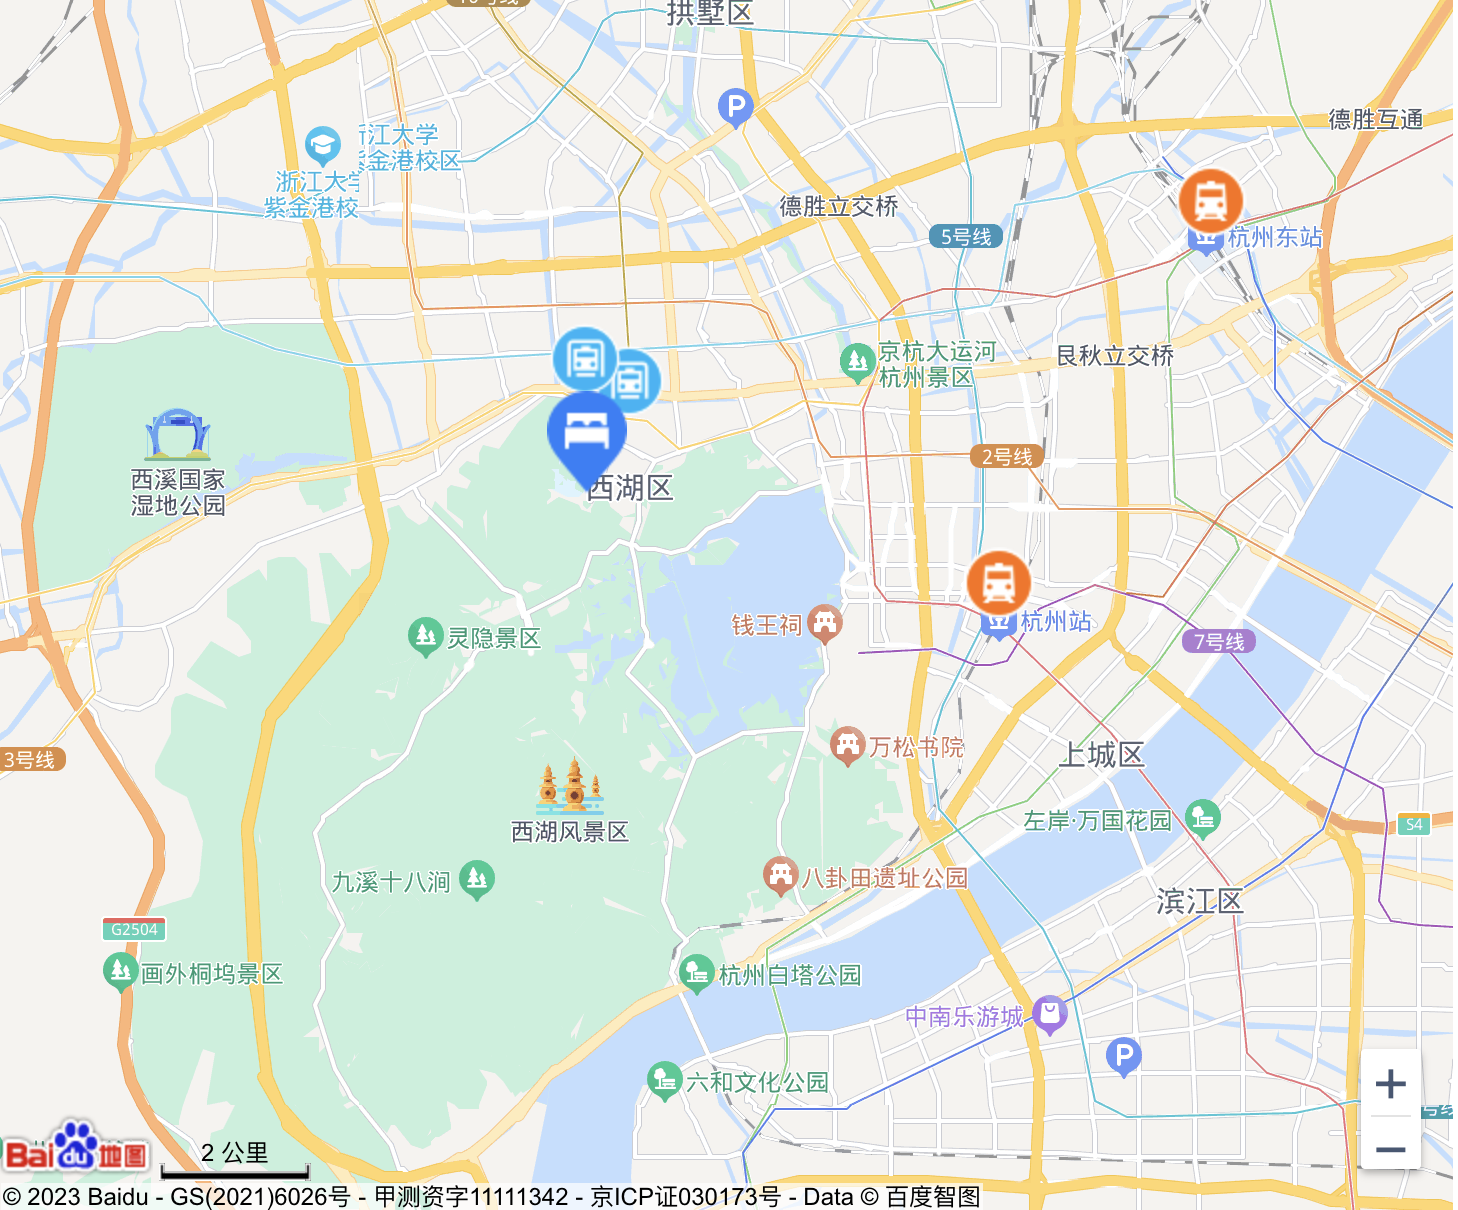 拱墅区
10号线
德胜互通
浙江大学
紫金港校区
浙江大学
紫金港校
德胜立交桥
5号线
杭州东站
京杭大运河
杭州景区
艮秋立交桥
2号线
西溪国家
湿地公园
西湖区
钱王祠
杭州站
灵隐景区
7号线
3号线
万松书院
上城区
左岸·万国花园
S4
西湖风景区
九溪十八涧
八卦田遗址公园
滨江区
G2504
画外桐坞景区
杭州白塔公园
中南乐游城
六和文化公园
P
P
+
−
号线
Bai du 地图
2 公里
© 2023 Baidu - GS(2021)6026号 - 甲测资字11111342 - 京ICP证030173号 - Data © 百度智图